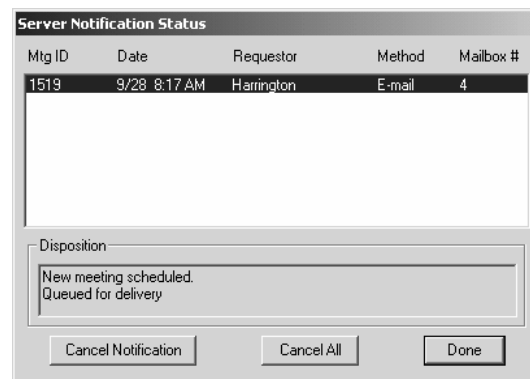 Server Notification Status
Mtg ID Date Requestor Method Mailbox #
1519 9/28 8:17 AM Harrington E-mail 4
Disposition
New meeting scheduled.
Queued for delivery
Cancel Notification Cancel All Done